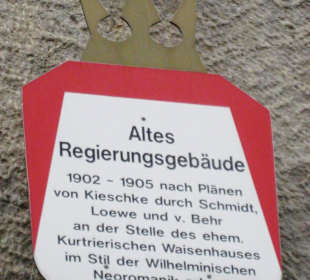 Altes
Regierungsgebäude
1902 - 1905 nach Plänen
von Kieschke durch Schmidt,
Loewe und v. Behr
an der Stelle des ehem.
Kurtrierischen Waisenhauses
im Stil der Wilhelminischen
Neoromanik